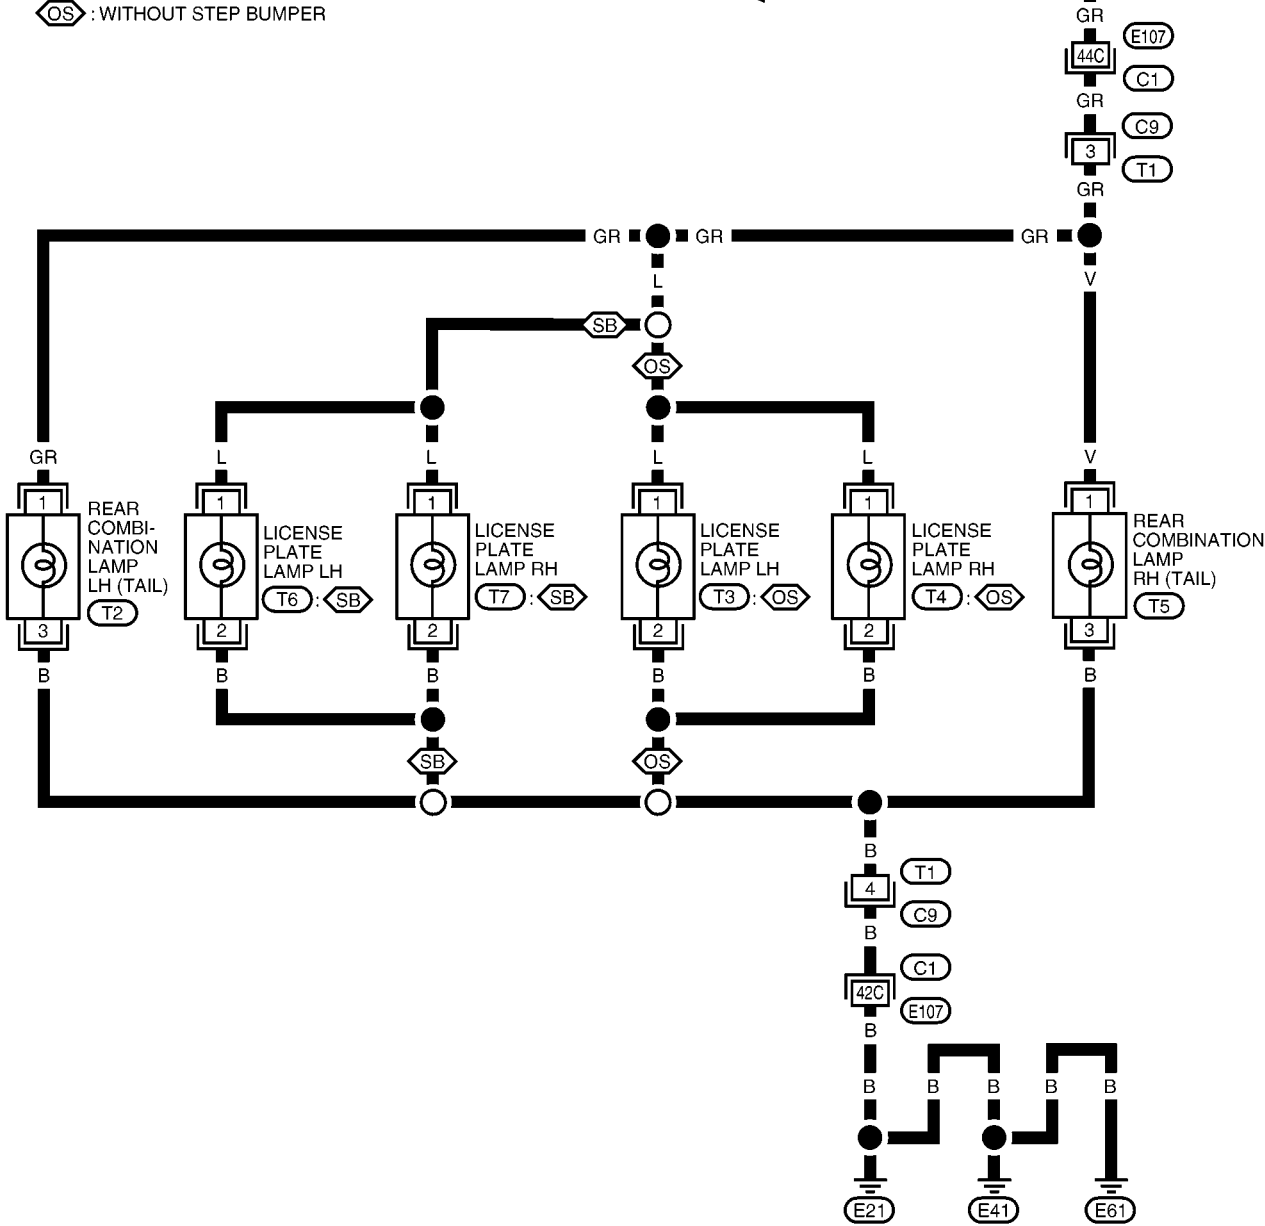 OS : WITHOUT STEP BUMPER
GR
44C
E107
C1
GR
C9
3
T1
GR
GR
GR
GR
L
V
SB
OS
GR
L
L
L
L
V
1
1
1
1
1
1
REAR
COMBI-
NATION
LAMP
LH (TAIL)
T2
LICENSE
PLATE
LAMP LH
T6 : SB
LICENSE
PLATE
LAMP RH
T7 : SB
LICENSE
PLATE
LAMP LH
T3 : OS
LICENSE
PLATE
LAMP RH
T4 : OS
REAR
COMBINATION
LAMP
RH (TAIL)
T5
3
2
2
2
2
3
B
B
B
B
B
B
SB
OS
B
4
T1
C9
B
C1
42C
E107
B
B
B
B
B
B
E21
E41
E61